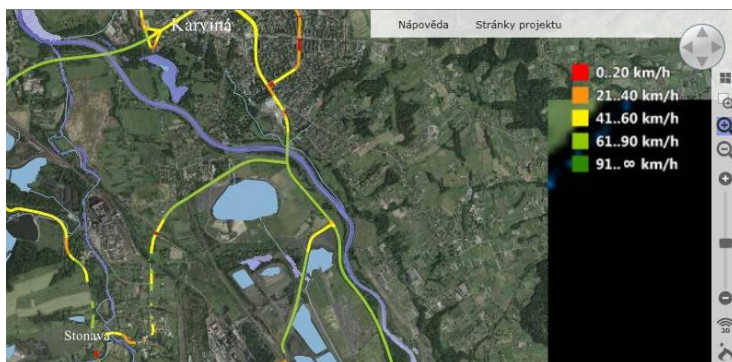 Karviná
Nápověda Stránky projektu
0..20 km/h
21..40 km/h
41..60 km/h
61..90 km/h
91.. ∞ km/h
Stonava
3D